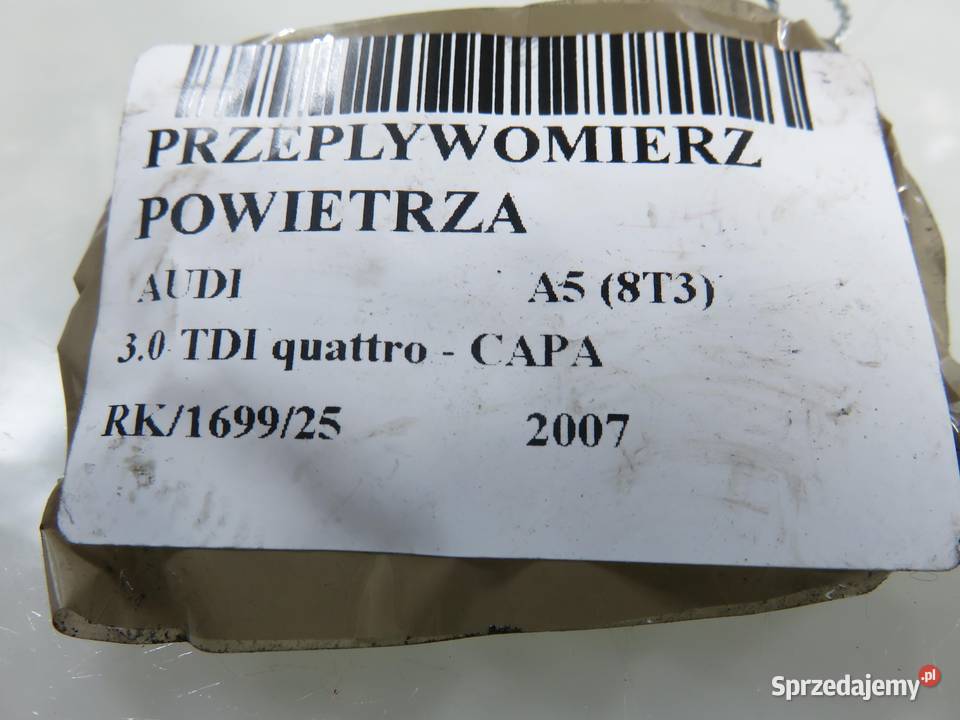 PRZEPLYWOMIERZ
POWIETRZA
AUDI A5 (8T3)
3.0 TDI quattro - CAPA
RK/1699/25 2007
Sprzedajemy.pl